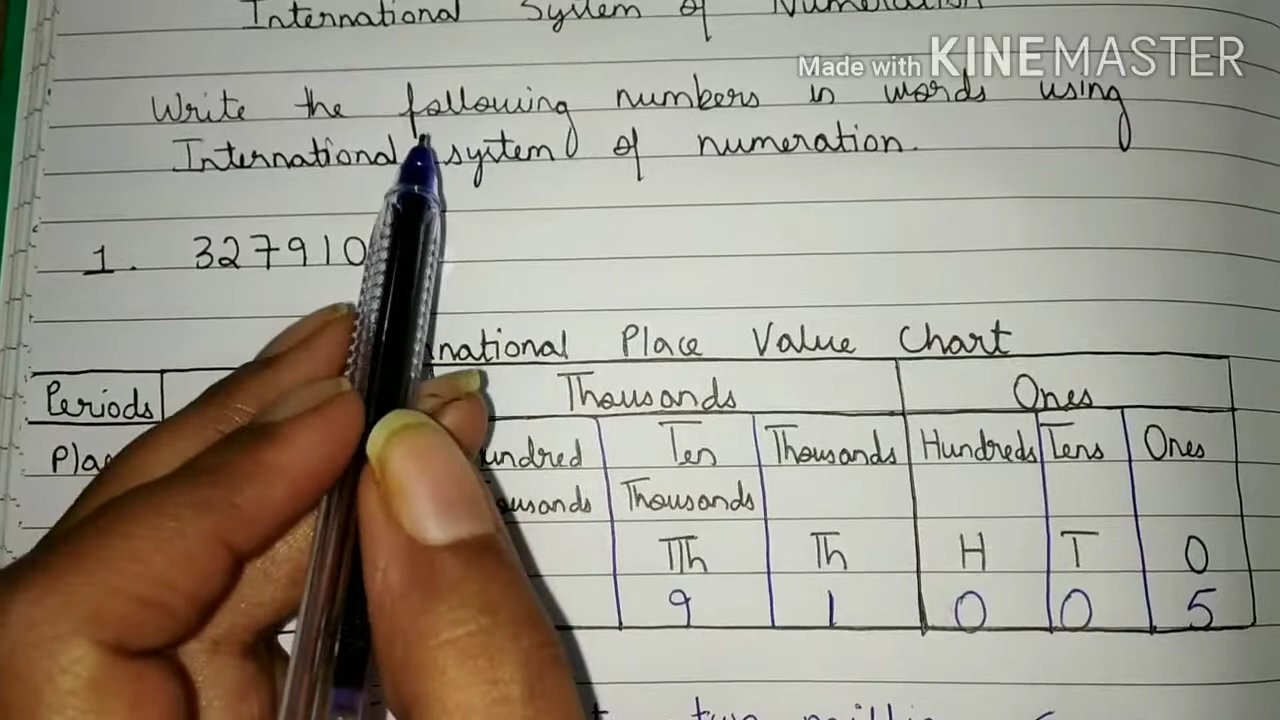 International System of Numeration
Made with KINEMASTER
Write the following numbers in words using
International system of numeration.
1. 327910
national Place Value Chart
Periods Thousands Ones
Pla undred Ten Thousands Hundreds Tens Ones
ousands Thousands
TTh Th H T O
9 1 0 0 5
two